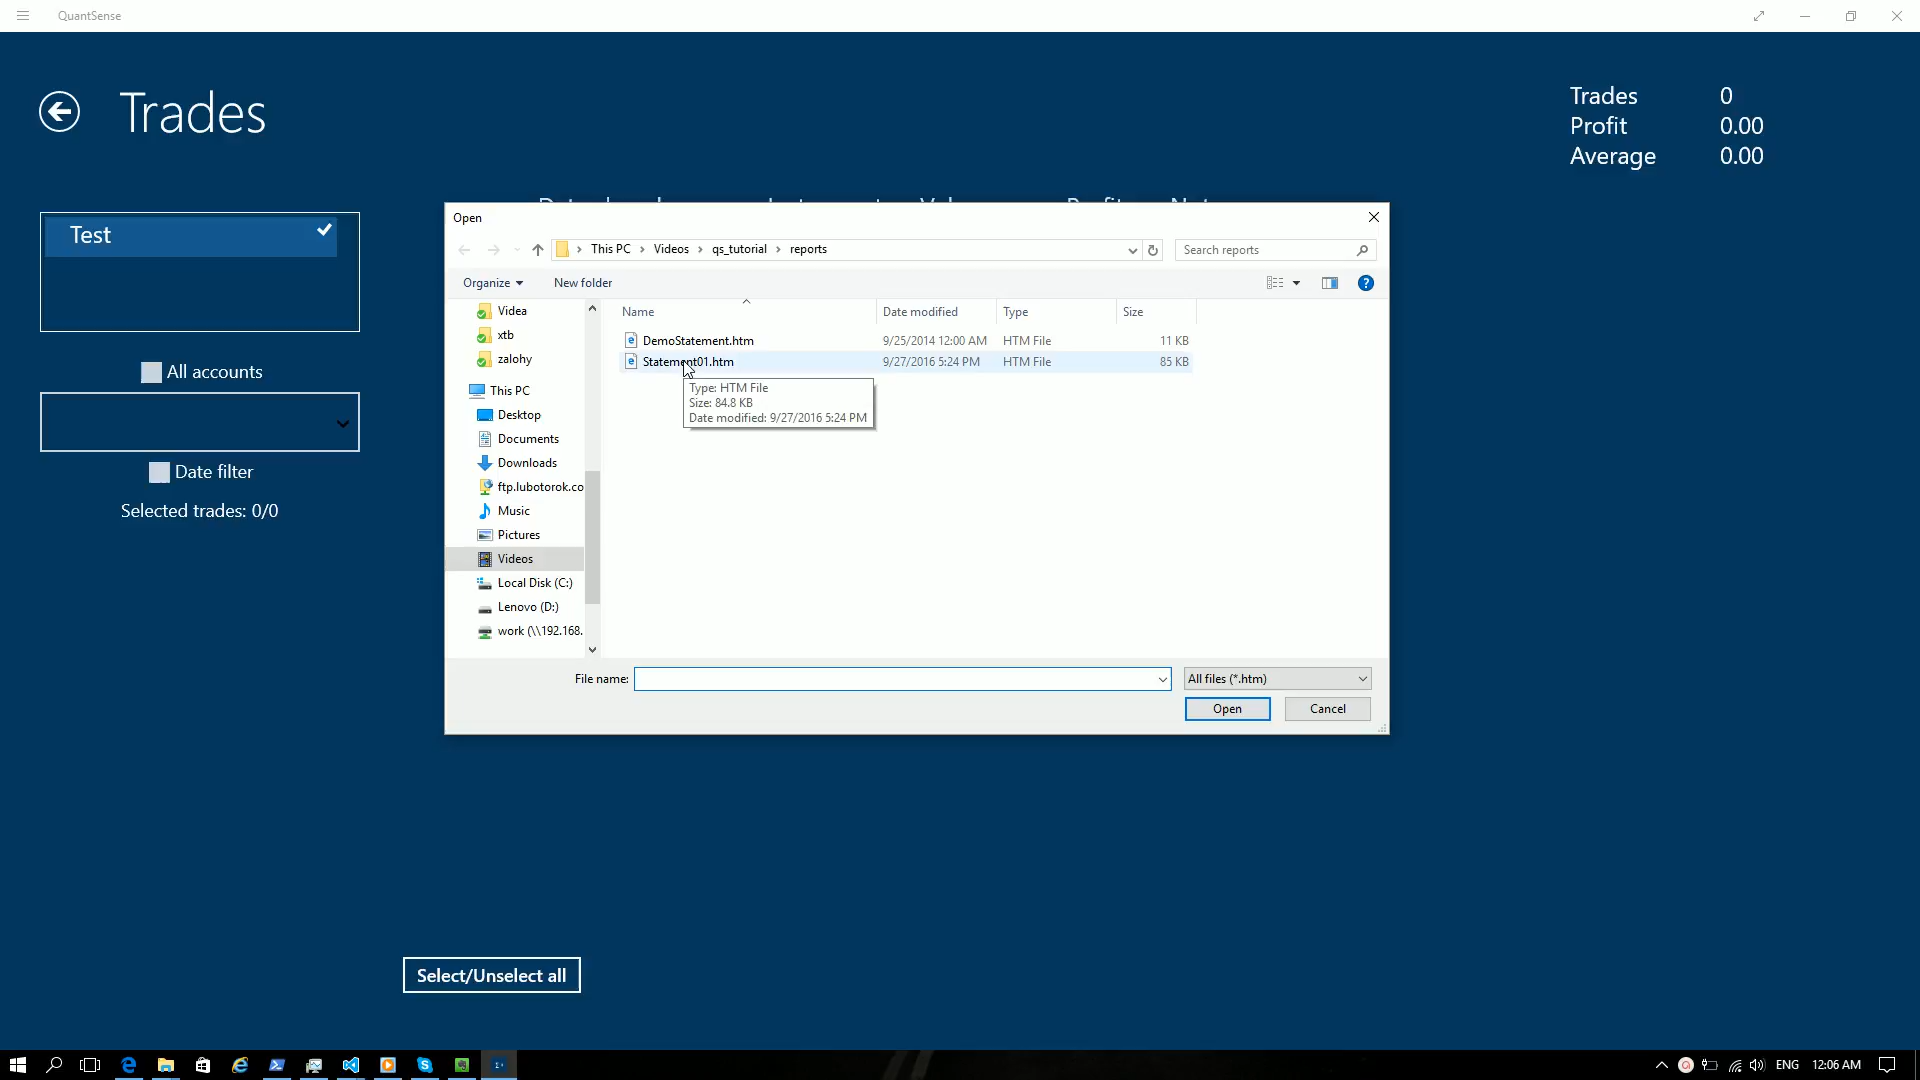 QuantSense
Trades
Trades 0
Profit 0.00
Average 0.00
Test
All accounts
Date filter
Selected trades: 0/0
Open
This PC > Videos > qs_tutorial > reports
Search reports
Organize
New folder
Videa
xtb
zalohy
This PC
Desktop
Documents
Downloads
ftp.lubotorok.co
Music
Pictures
Videos
Local Disk (C:)
Lenovo (D:)
work (\\192.168.
Name Date modified Type Size
DemoStatement.htm 9/25/2014 12:00 AM HTM File 11 KB
Statement01.htm 9/27/2016 5:24 PM HTM File 85 KB
Type: HTM File
Size: 84.8 KB
Date modified: 9/27/2016 5:24 PM
File name:
All files (*.htm)
Open
Cancel
Select/Unselect all
ENG
12:06 AM